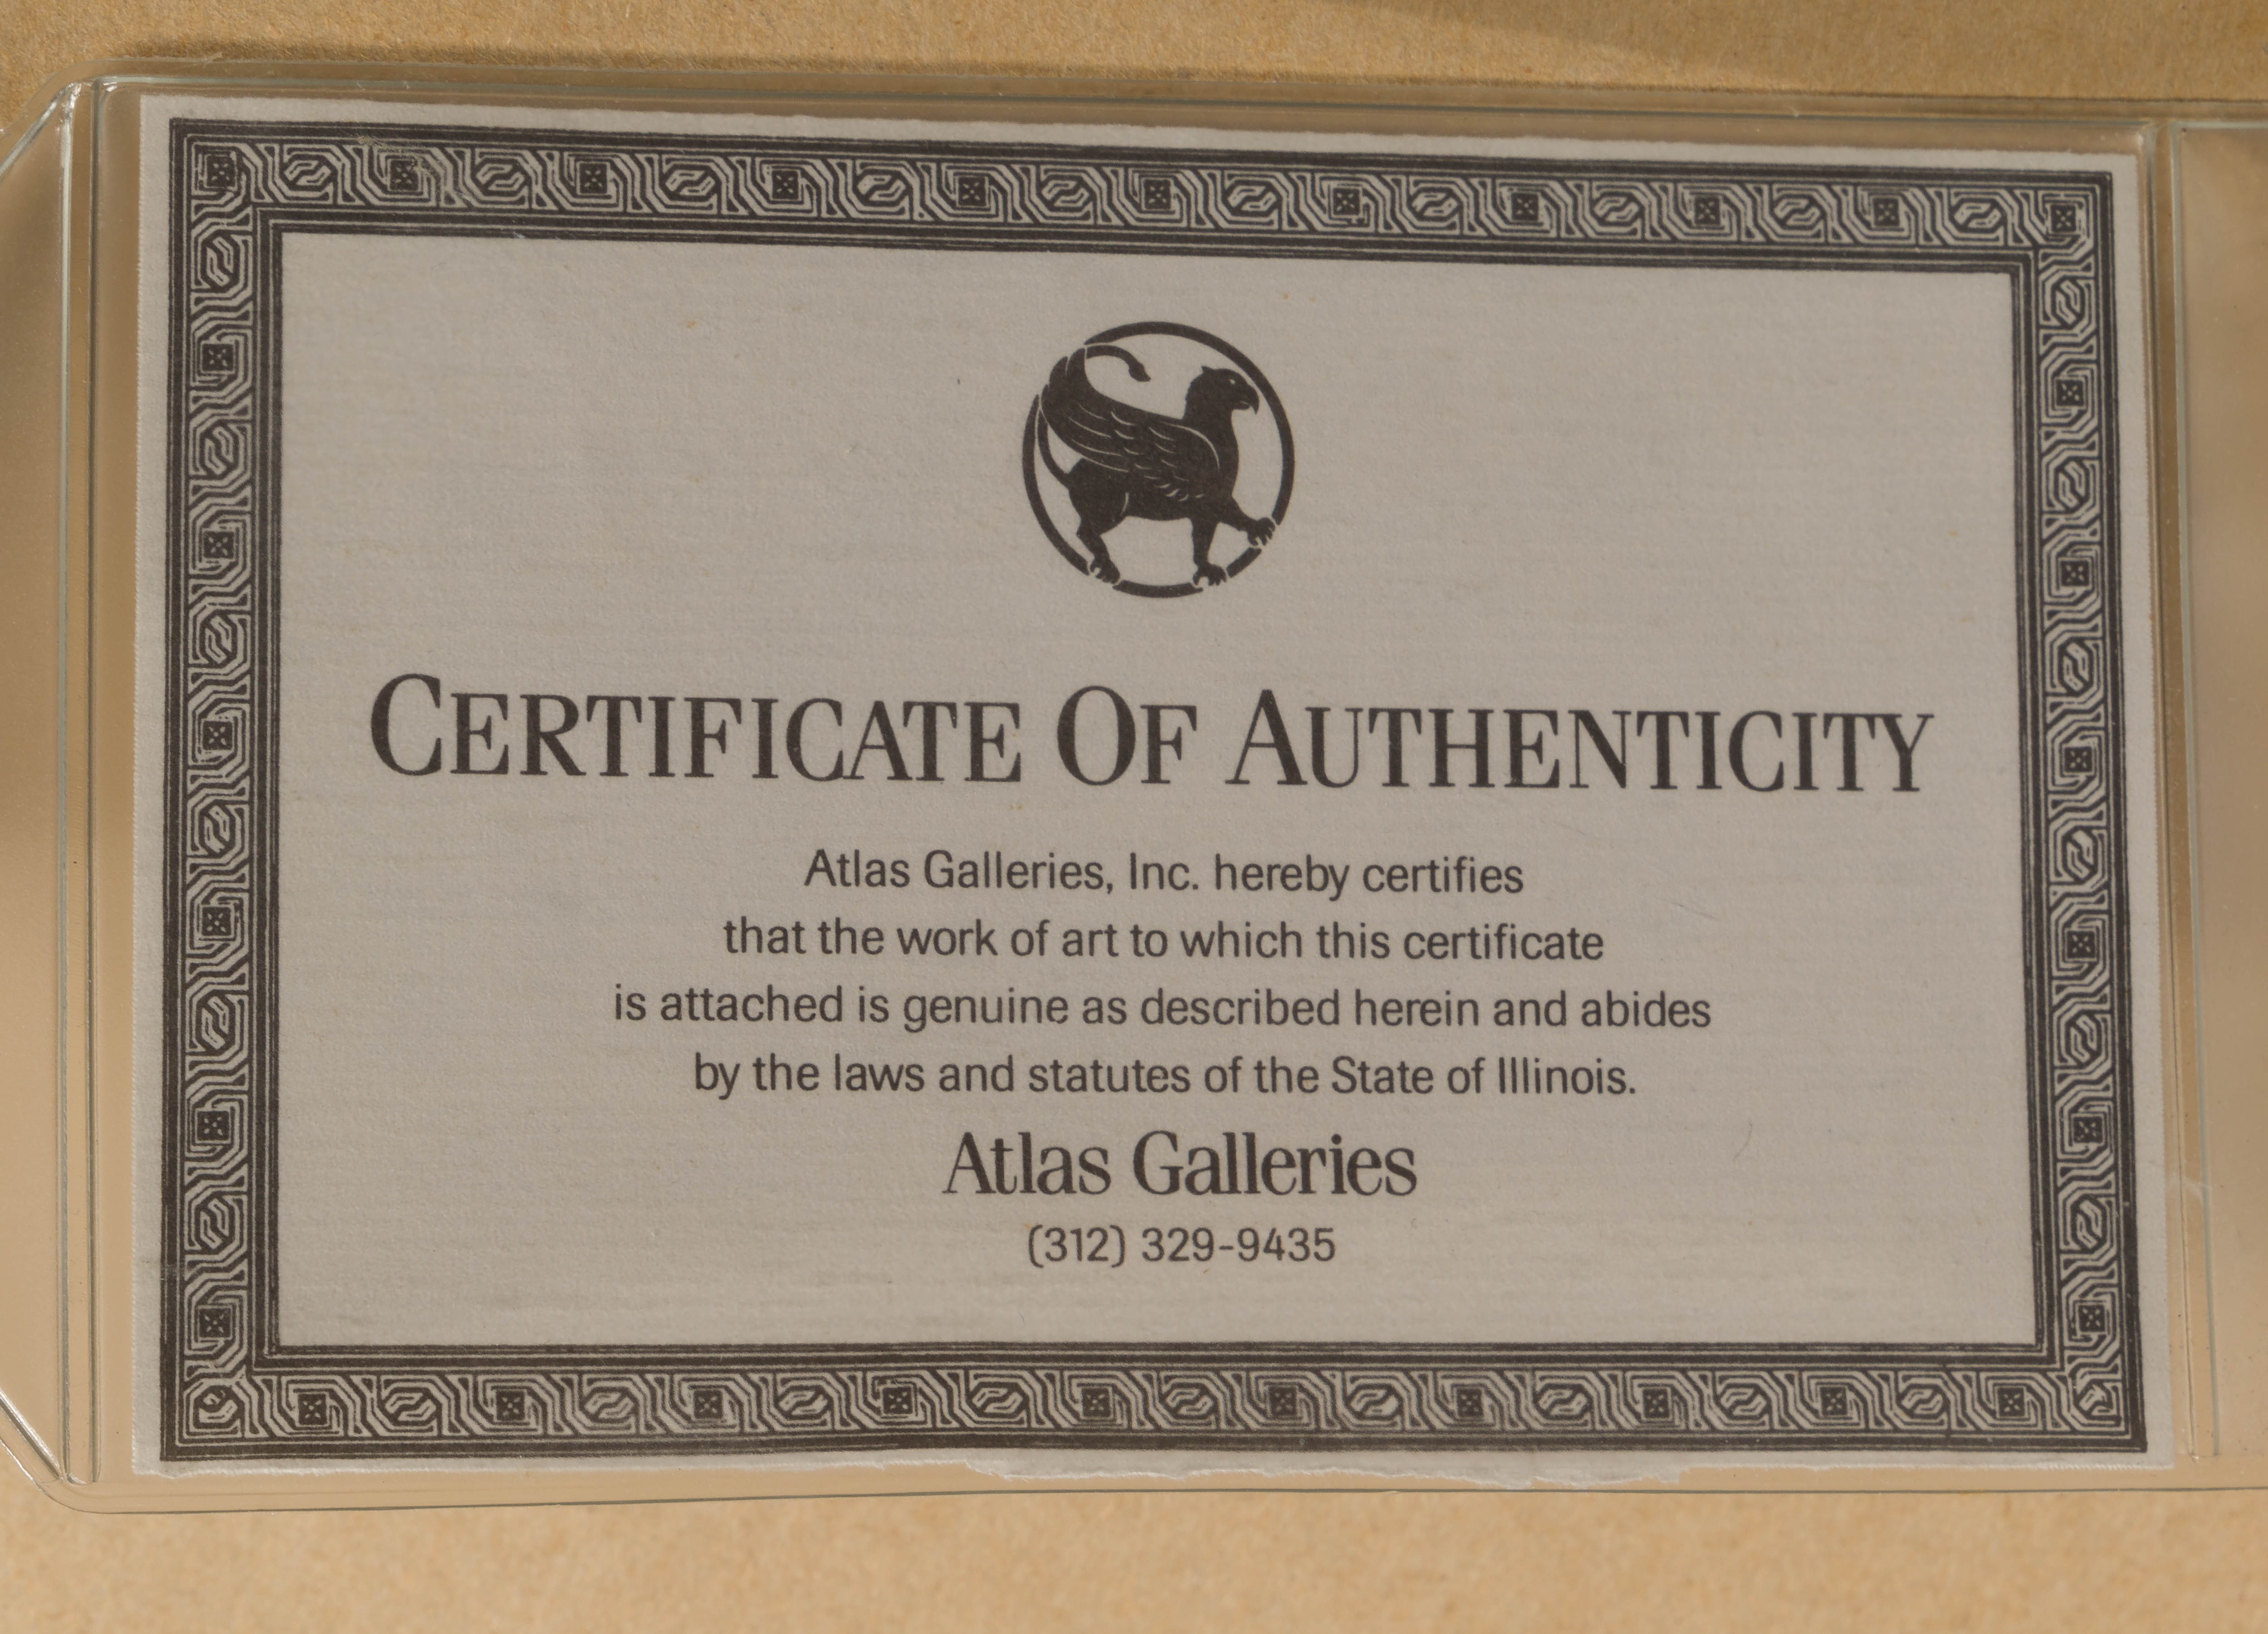 CERTIFICATE OF AUTHENTICITY
Atlas Galleries, Inc. hereby certifies
that the work of art to which this certificate
is attached is genuine as described herein and abides
by the laws and statutes of the State of Illinois.
Atlas Galleries
(312) 329-9435